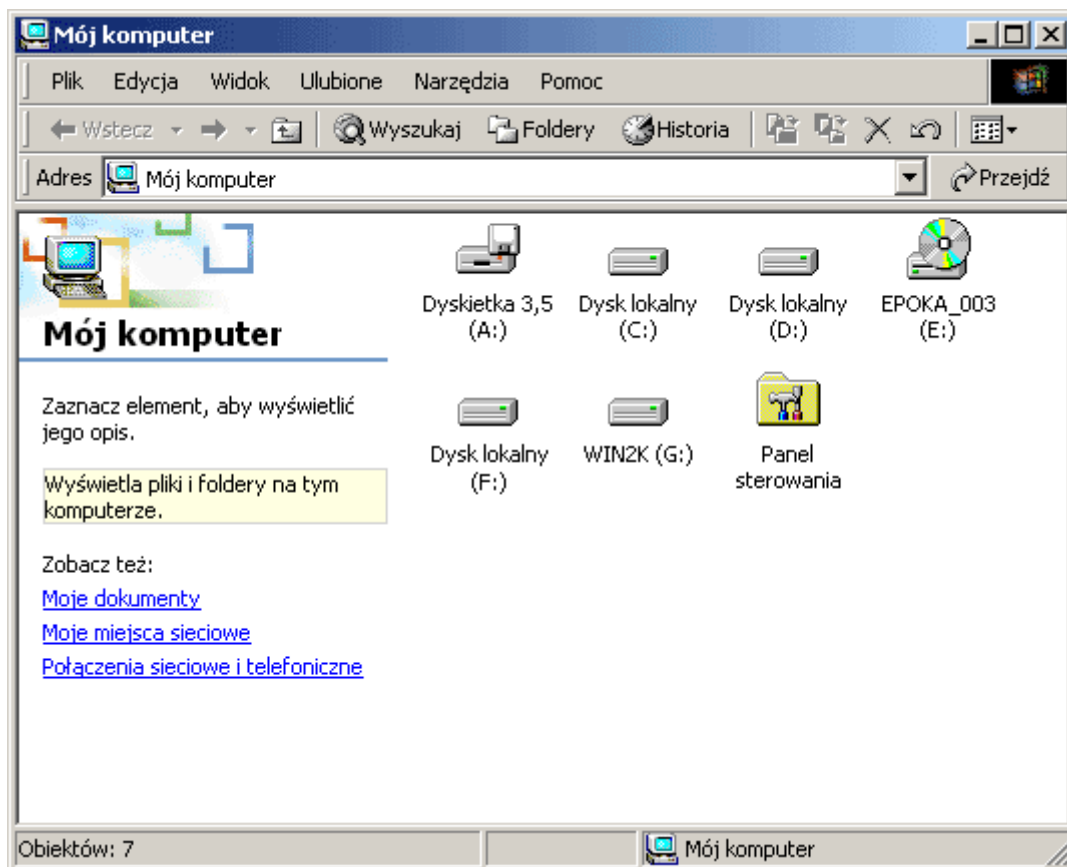 Mój komputer
Plik Edycja Widok Ulubione Narzędzia Pomoc
Wstecz Wyszukaj Foldery Historia
Adres Mój komputer Przejdź
Mój komputer
Zaznacz element, aby wyświetlić
jego opis.
Wyświetla pliki i foldery na tym
komputerze.
Zobacz też:
Moje dokumenty
Moje miejsca sieciowe
Połączenia sieciowe i telefoniczne
Dyskietka 3,5
(A:)
Dysk lokalny
(C:)
Dysk lokalny
(D:)
EPOKA_003
(E:)
Dysk lokalny
(F:)
WIN2K (G:)
Panel
sterowania
Obiektów: 7 Mój komputer